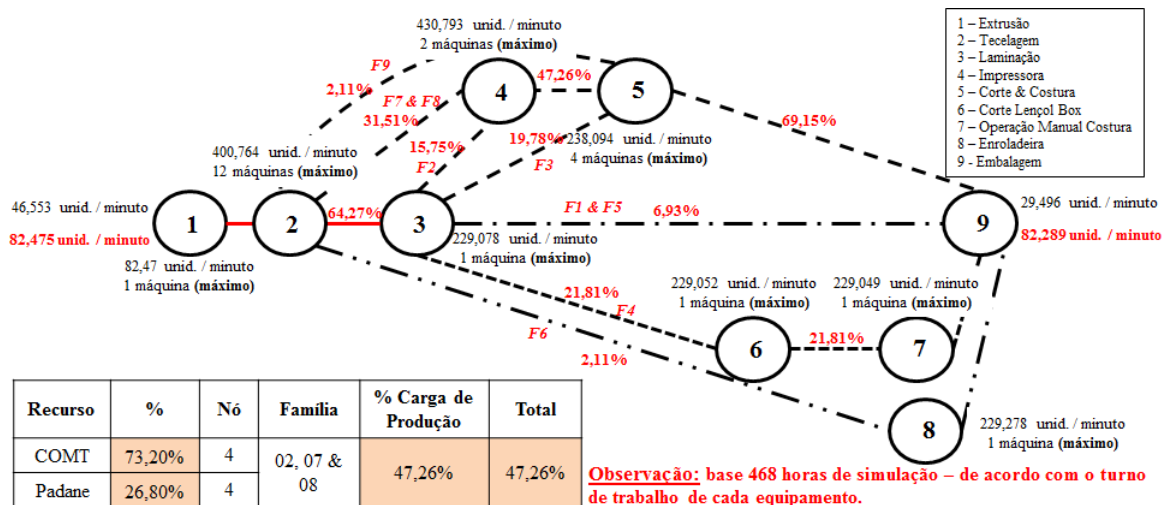 430,793 unid. / minuto
2 máquinas (máximo)
1 – Extrusão
2 – Tecelagem
3 – Laminação
4 – Impressora
5 – Corte & Costura
6 – Corte Lençol Box
7 – Operação Manual Costura
8 – Enroladeira
9 - Embalagem
F9
2,11%
F7 & F8
31,51%
4
47,26%
5
69,15%
15,75%
F2
19,78%
F3
238,094 unid. / minuto
4 máquinas (máximo)
400,764 unid. / minuto
12 máquinas (máximo)
46,553 unid. / minuto
82,475 unid. / minuto
1
2
64,27%
3
F1 & F5
6,93%
9
29,496 unid. / minuto
82,289 unid. / minuto
82,47 unid. / minuto
1 máquina (máximo)
229,078 unid. / minuto
1 máquina (máximo)
21,81%
F4
F6
2,11%
229,052 unid. / minuto
1 máquina (máximo)
229,049 unid. / minuto
1 máquina (máximo)
6
21,81%
7
8
229,278 unid. / minuto
1 máquina (máximo)
Recurso % Nó Família % Carga de Produção Total
COMT 73,20% 4 02, 07 & 08 47,26% 47,26%
Padane 26,80% 4
Observação: base 468 horas de simulação – de acordo com o turno
de trabalho de cada equipamento.